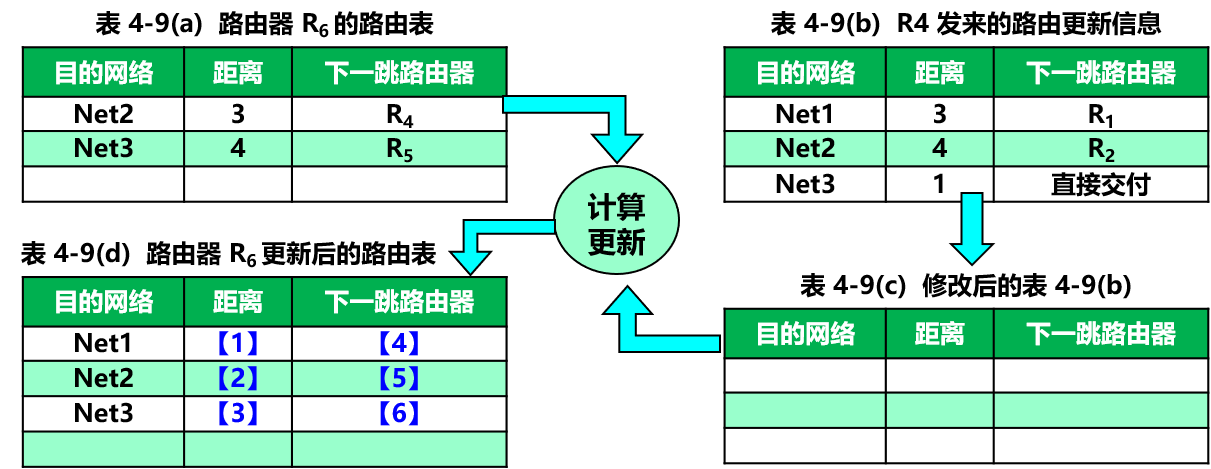 表 4-9(a) 路由器 R₆ 的路由表
目的网络 距离 下一跳路由器
Net2 3 R₄
Net3 4 R₅
表 4-9(b) R4 发来的路由更新信息
目的网络 距离 下一跳路由器
Net1 3 R₁
Net2 4 R₂
Net3 1 直接交付
计算
更新
表 4-9(d) 路由器 R₆ 更新后的路由表
目的网络 距离 下一跳路由器
Net1 【1】 【4】
Net2 【2】 【5】
Net3 【3】 【6】
表 4-9(c) 修改后的表 4-9(b)
目的网络 距离 下一跳路由器